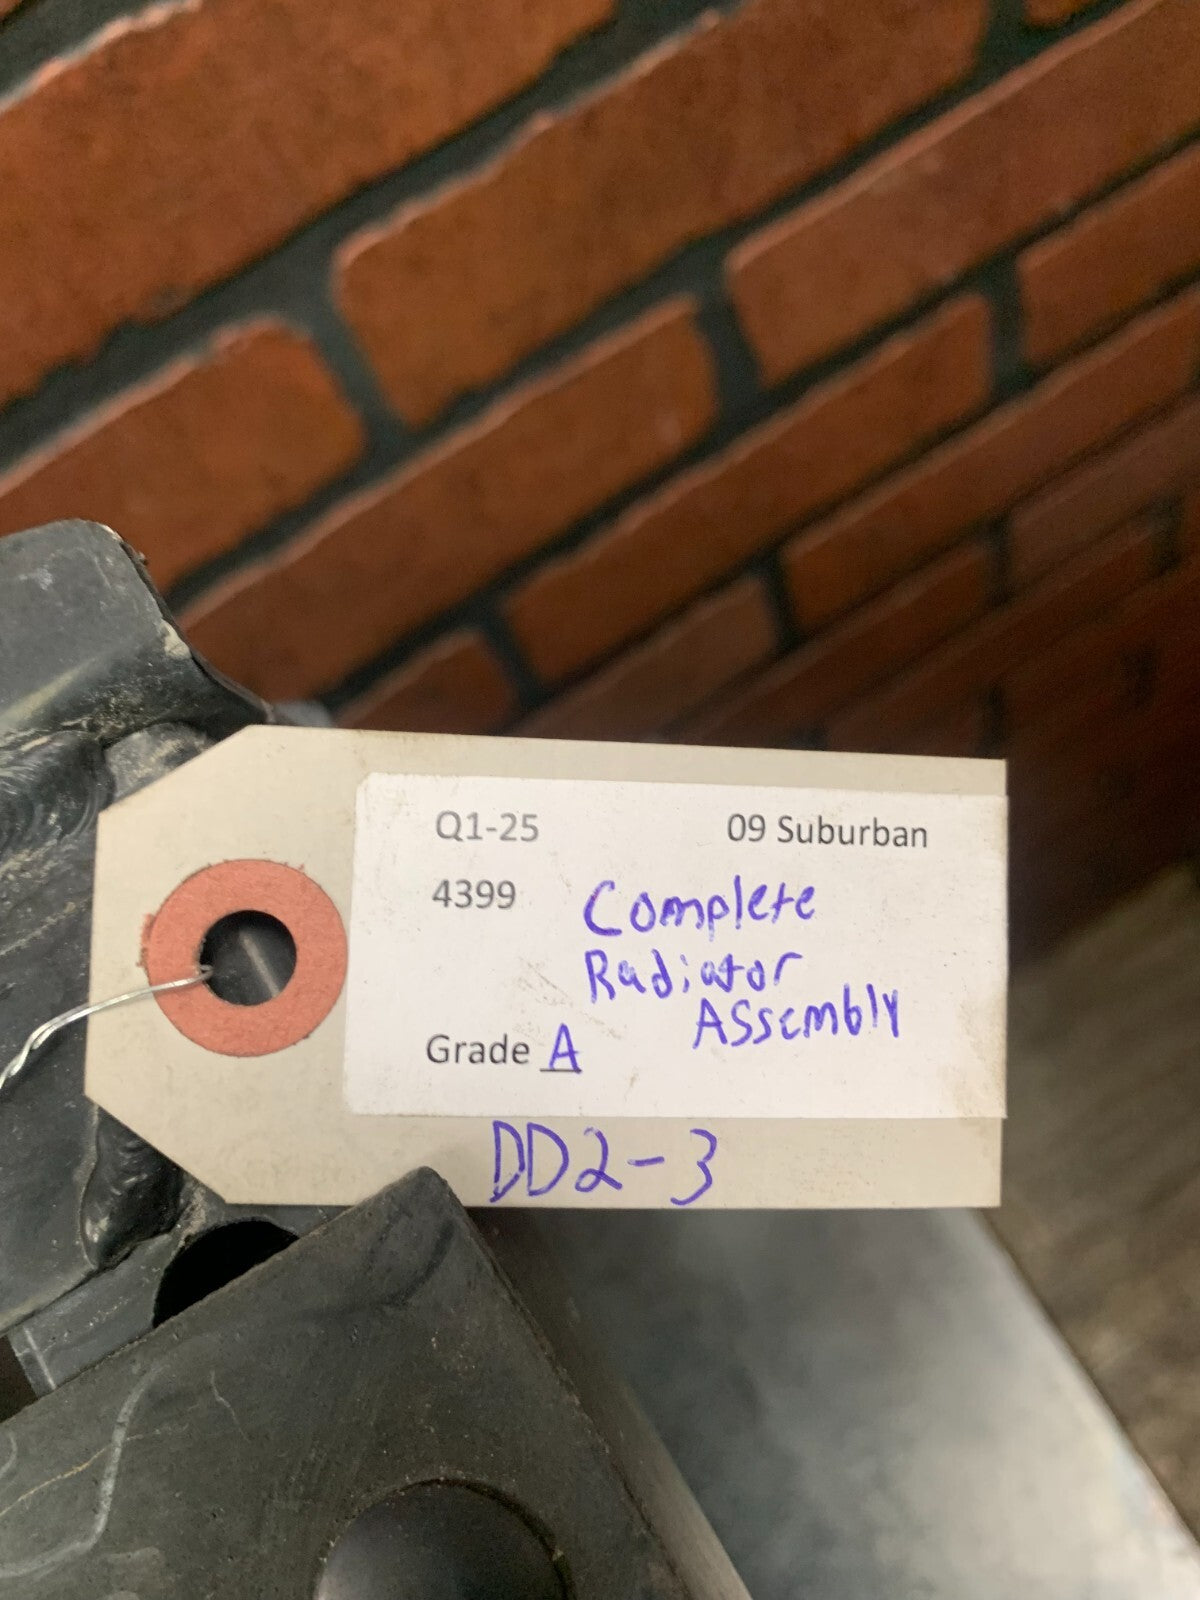 Q1-25 09 Suburban
4399 Complete
Radiator
Assembly
Grade A
DD2-3